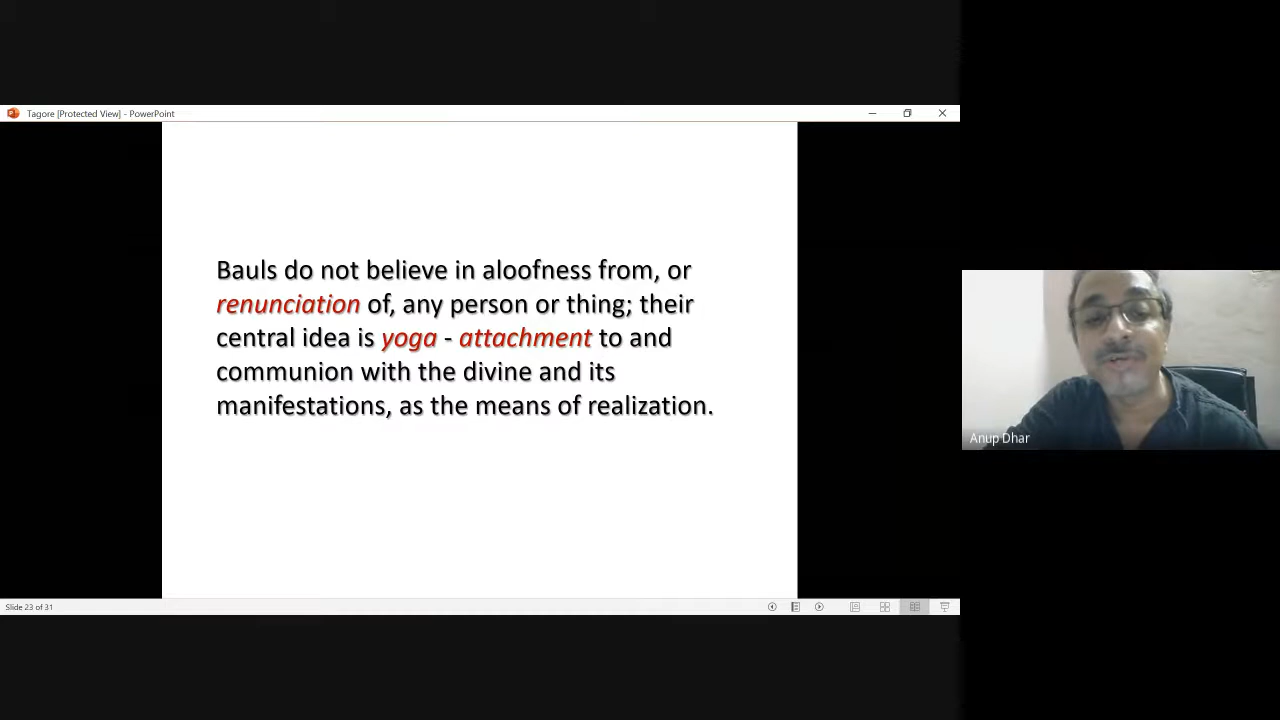 Tagore [Protected View] - PowerPoint
Bauls do not believe in aloofness from, or
renunciation of, any person or thing; their
central idea is yoga - attachment to and
communion with the divine and its
manifestations, as the means of realization.
Anup Dhar
Slide 23 of 31